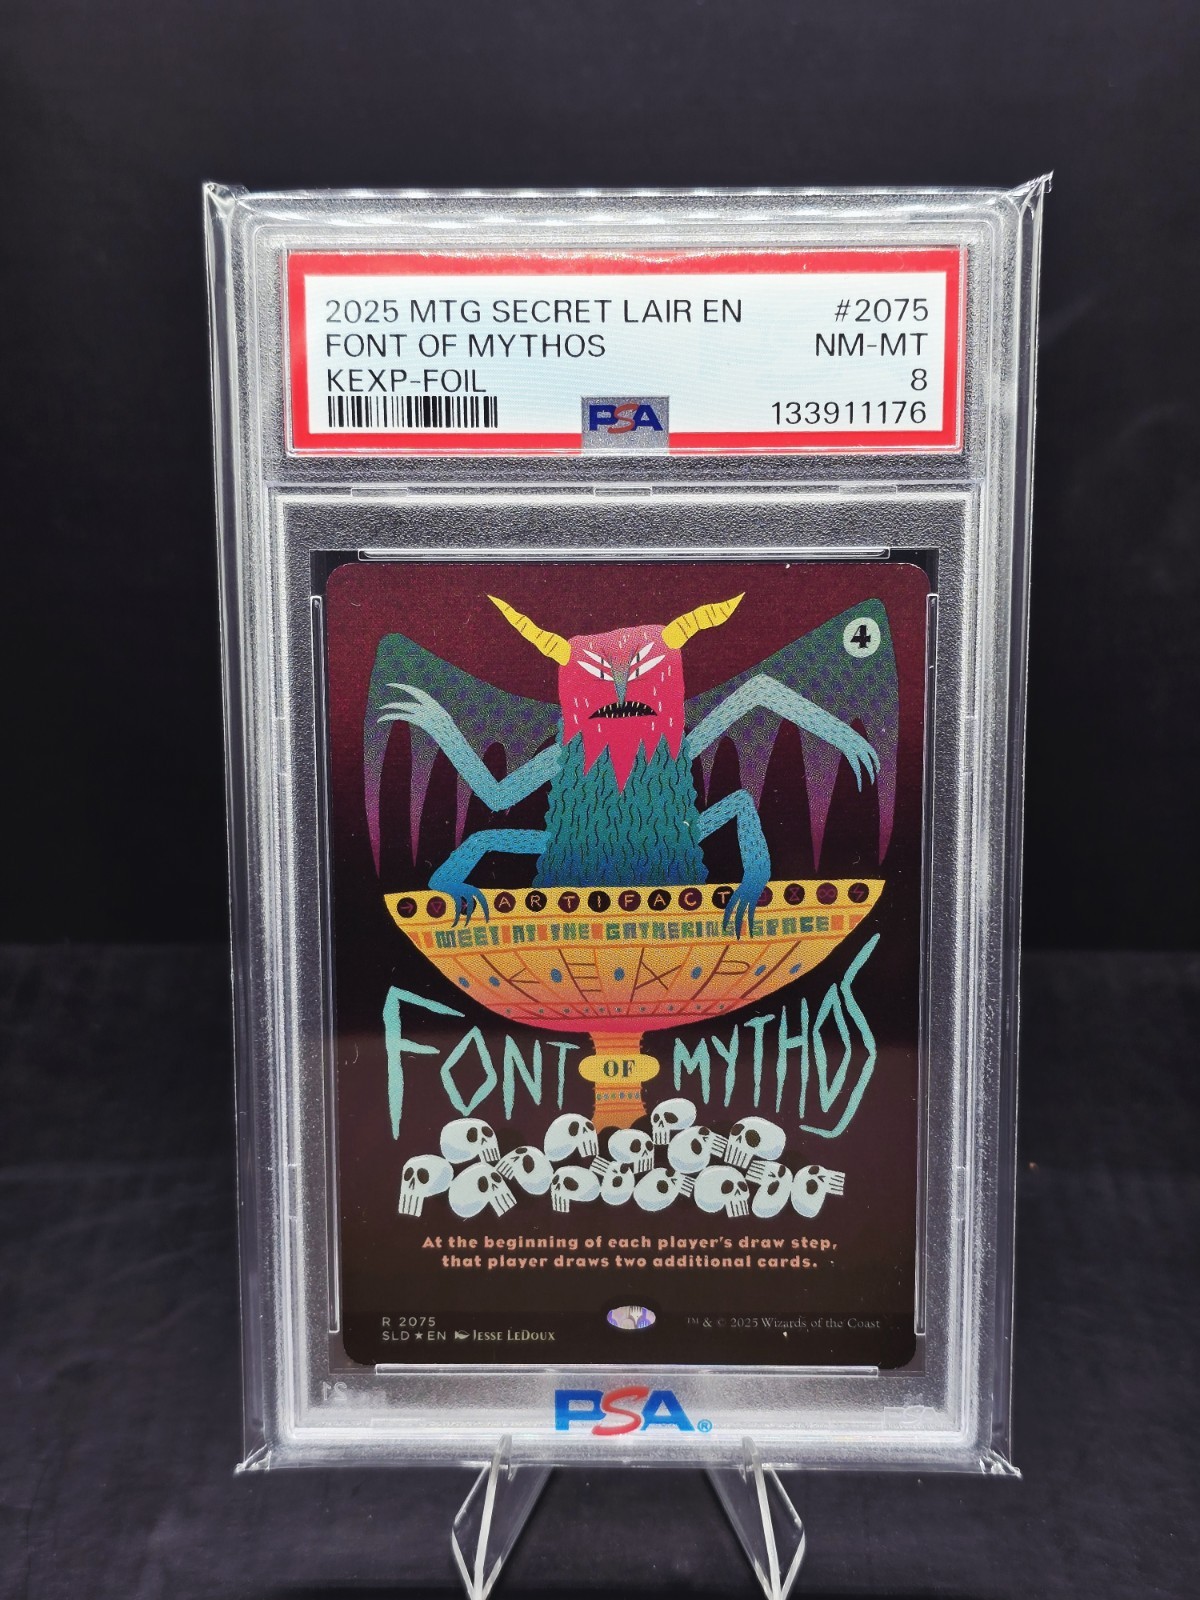 2025 MTG SECRET LAIR EN #2075
FONT OF MYTHOS NM-MT
KEXP-FOIL 8
PSA 133911176
4
ARTIFACT
MEET AT THE GATHERING SPACE
KEXP
FONT OF MYTHOS
At the beginning of each player's draw step,
that player draws two additional cards.
R 2075
SLD ★ EN JESSE LEDOUX
™ & © 2025 Wizards of the Coast
PSA®